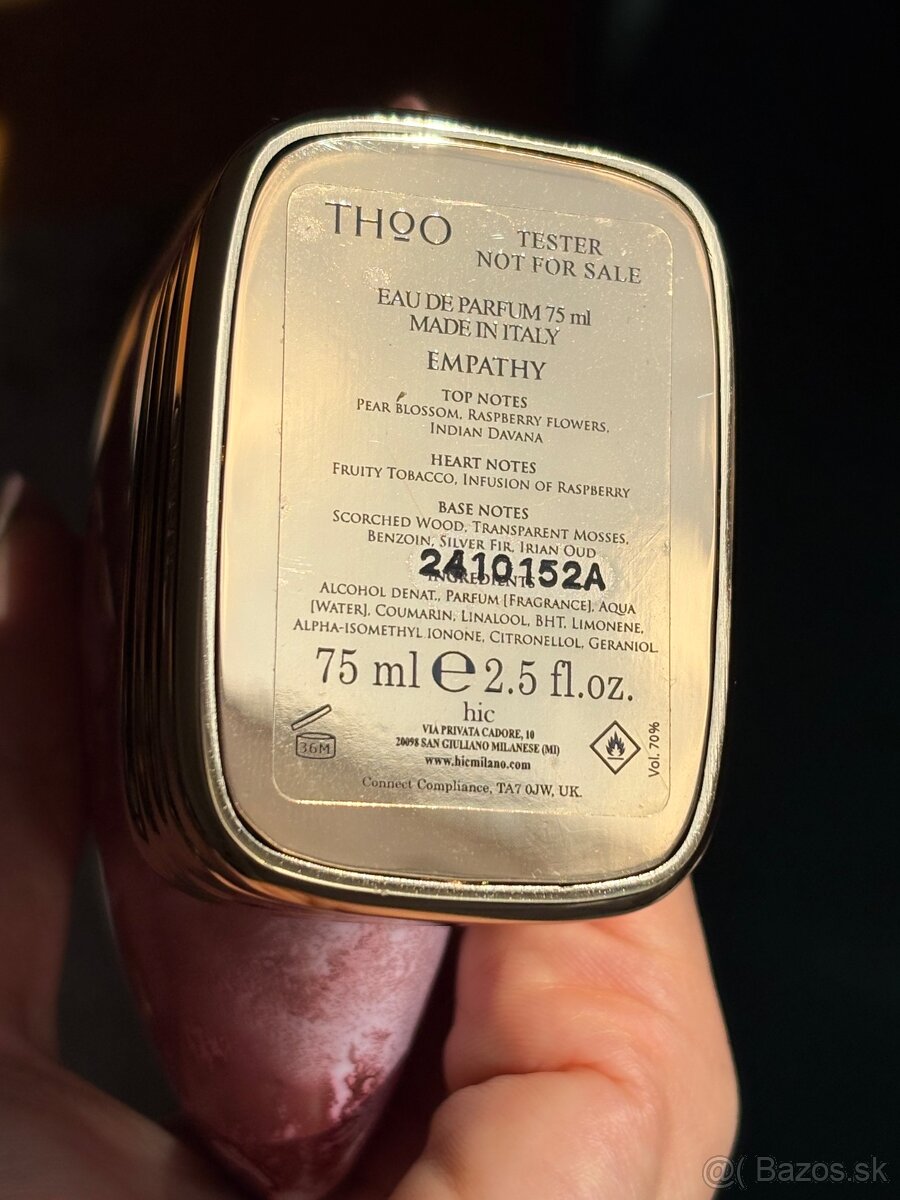 THOO
TESTER
NOT FOR SALE
EAU DE PARFUM 75 ml
MADE IN ITALY
EMPATHY
TOP NOTES
PEAR BLOSSOM, RASPBERRY FLOWERS,
INDIAN DAVANA
HEART NOTES
FRUITY TOBACCO, INFUSION OF RASPBERRY
BASE NOTES
SCORCHED WOOD, TRANSPARENT MOSSES,
BENZOIN, SILVER FIR, IRIAN OUD
2410152A
INGREDIENTS
ALCOHOL DENAT., PARFUM [FRAGRANCE], AQUA
[WATER], COUMARIN, LINALOOL, BHT, LIMONENE,
ALPHA-ISOMETHYL IONONE, CITRONELLOL, GERANIOL.
75 ml e 2.5 fl.oz.
hic
VIA PRIVATA CADORE, 10
20098 SAN GIULIANO MILANESE (MI)
www.hicmilano.com
36M
Vol. 70%
Connect Compliance, TA7 0JW, UK.
@( Bazos.sk